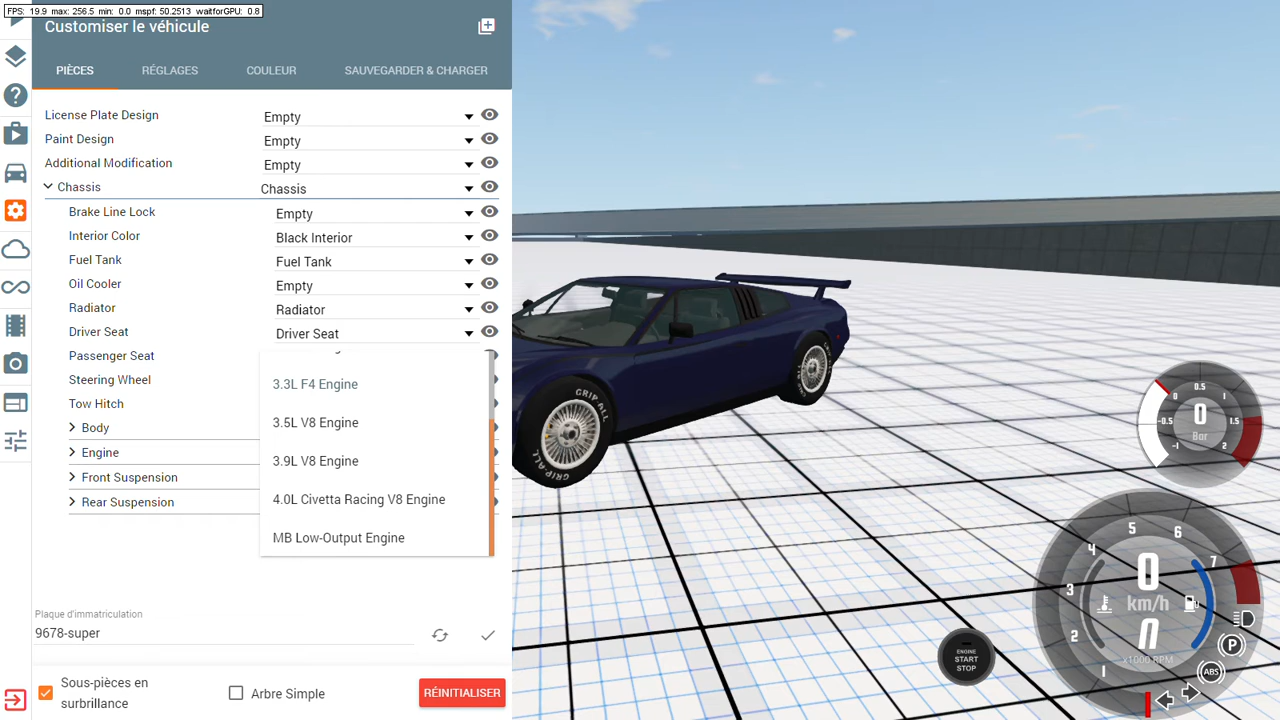 FPS: 19.9 max: 256.5 min: 0.0 mspf: 50.2513 waitforGPU: 0.8
Customiser le véhicule
PIÈCES RÉGLAGES COULEUR SAUVEGARDER & CHARGER
License Plate Design Empty
Paint Design Empty
Additional Modification Empty
Chassis Chassis
Brake Line Lock Empty
Interior Color Black Interior
Fuel Tank Fuel Tank
Oil Cooler Empty
Radiator Radiator
Driver Seat Driver Seat
Passenger Seat
Steering Wheel
Tow Hitch
Body
Engine
Front Suspension
Rear Suspension
3.3L F4 Engine
3.5L V8 Engine
3.9L V8 Engine
4.0L Civetta Racing V8 Engine
MB Low-Output Engine
Plaque d'immatriculation
9678-super
Sous-pièces en
surbrillance
Arbre Simple
RÉINITIALISER
GRIP ALL
GRIP ALL
GRIP ALL
GRIP ALL
-1 -0.5 0 0.5 1 1.5 2
0
Bar
1 2 3 4 5 6 7
0
km/h
0
x1000 RPM
P
ABS
ENGINE
START
STOP